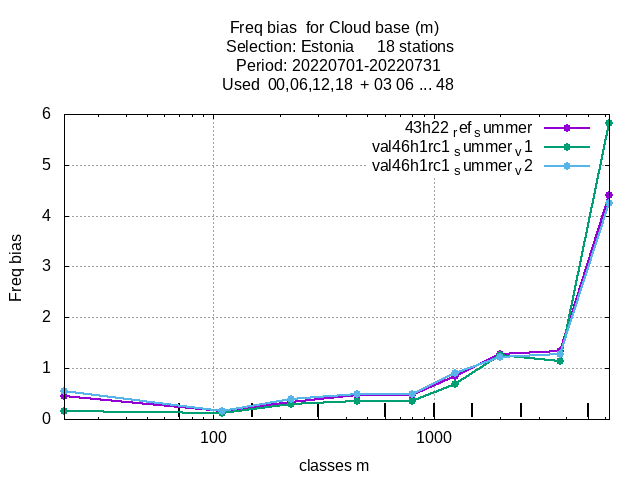 Freq bias  for Cloud base (m)
Selection: Estonia     18 stations
Period: 20220701-20220731
Used  00,06,12,18  + 03 06 ... 48
43h22 ref summer
val46h1rc1 summer v1
val46h1rc1 summer v2
6
5
4
3
2
1
0
Freq bias
100
1000
classes m